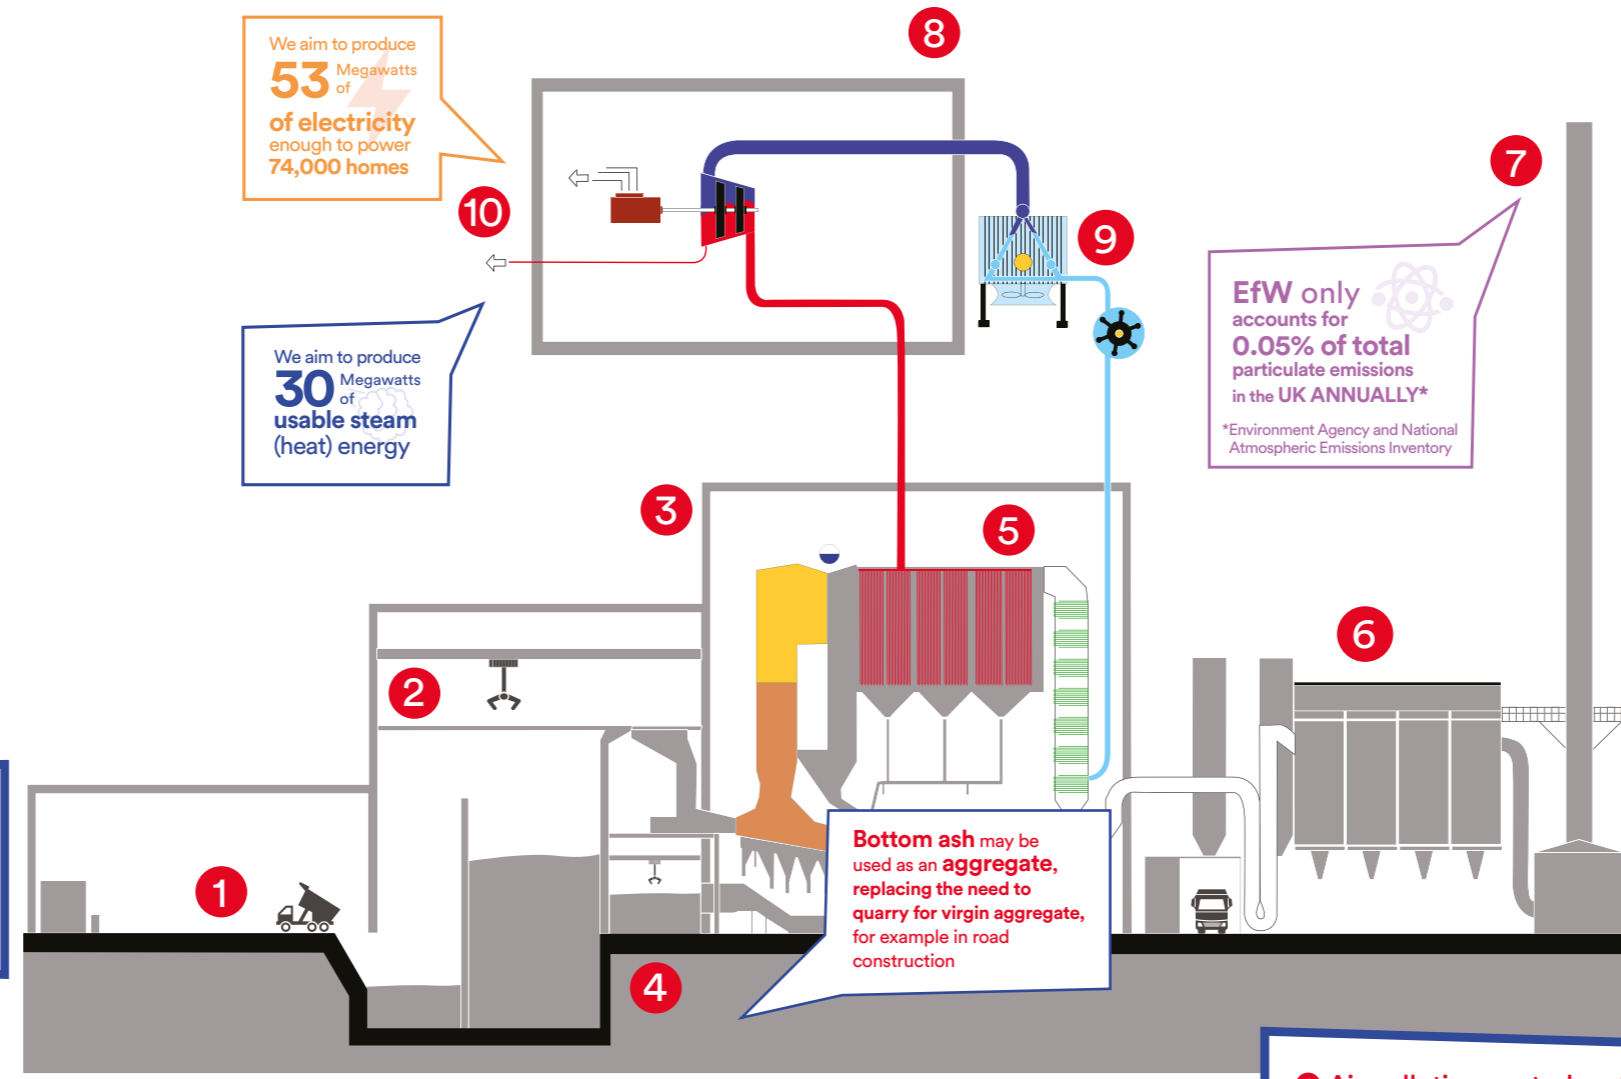 8
We aim to produce
53 Megawatts
of
of electricity
enough to power
74,000 homes
7
10
9
EfW only
accounts for
0.05% of total
particulate emissions
in the UK ANNUALLY*
*Environment Agency and National
Atmospheric Emissions Inventory
We aim to produce
30 Megawatts
of
usable steam
(heat) energy
3
5
6
2
Bottom ash may be
used as an aggregate,
replacing the need to
quarry for virgin aggregate,
for example in road
construction
1
4